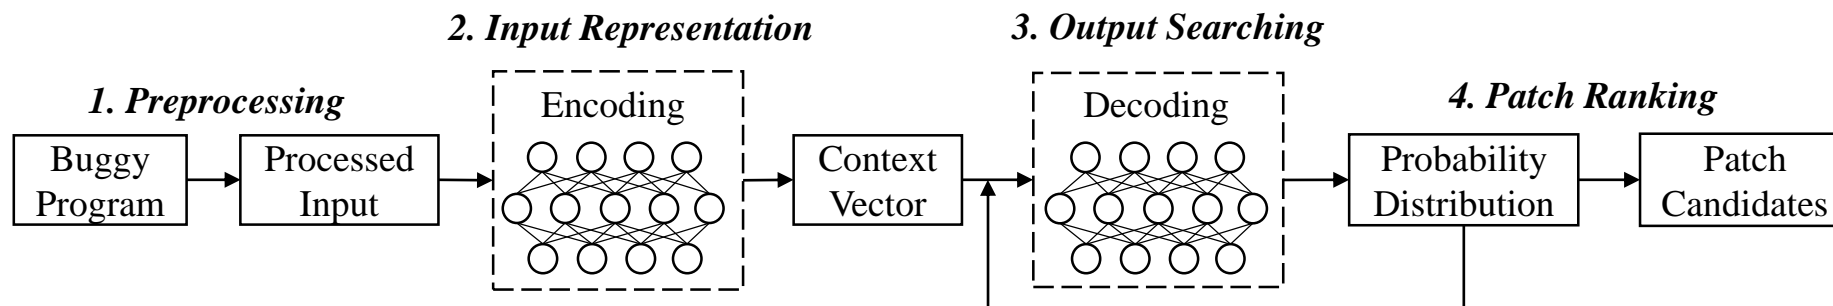 2. Input Representation
3. Output Searching
1. Preprocessing
4. Patch Ranking
Encoding
Decoding
Buggy
Program
Processed
Input
Context
Vector
Probability
Distribution
Patch
Candidates